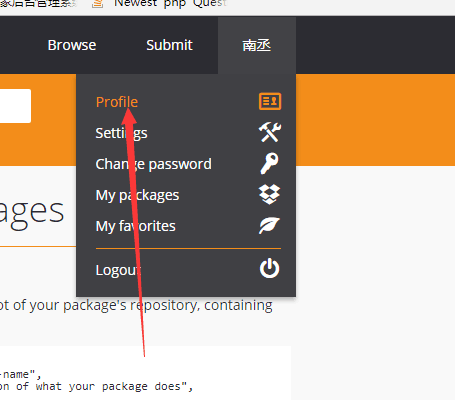 家后台管理系 Newest 'php' Quest
Browse Submit 南丞
Profile
Settings
Change password
My packages
My favorites
Logout
ages
ot of your package's repository, containing
-name",
on of what your package does",